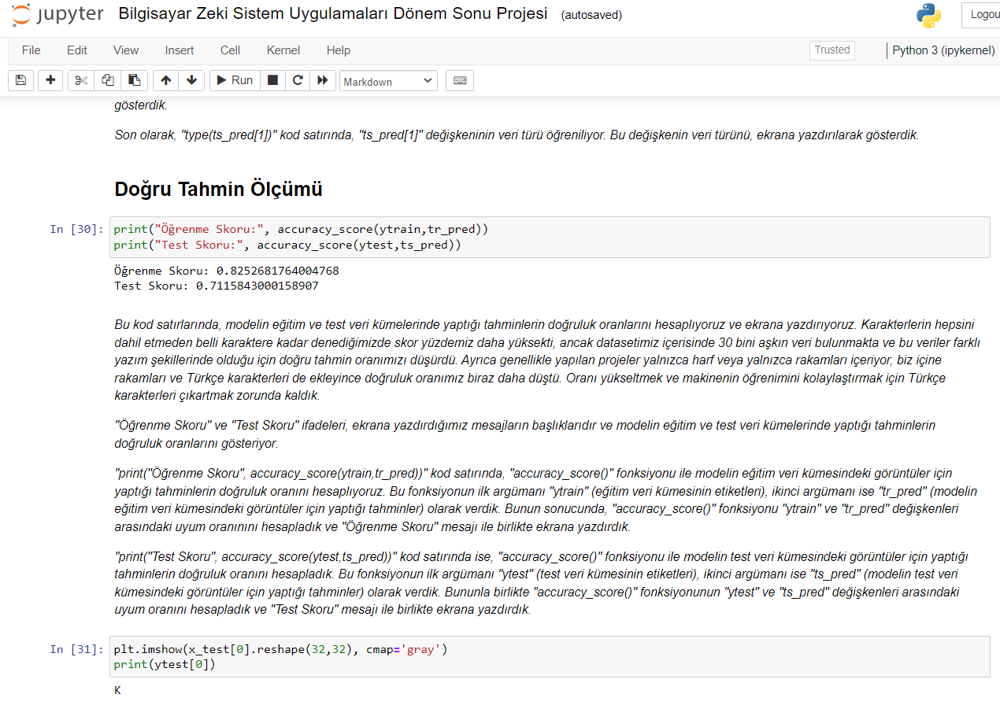 jupyter Bilgisayar Zeki Sistem Uygulamaları Dönem Sonu Projesi (autosaved)
File Edit View Insert Cell Kernel Help Trusted Python 3 (ipykernel)
Run Markdown
gösterdik.
Son olarak, "type(ts_pred[1])" kod satırında, "ts_pred[1]" değişkeninin veri türü öğreniliyor. Bu değişkenin veri türünü, ekrana yazdırılarak gösterdik.
Doğru Tahmin Ölçümü
In [30]: print("Öğrenme Skoru:", accuracy_score(ytrain,tr_pred))
print("Test Skoru:", accuracy_score(ytest,ts_pred))
Öğrenme Skoru: 0.8252681764004768
Test Skoru: 0.7115843000158907
Bu kod satırlarında, modelin eğitim ve test veri kümelerinde yaptığı tahminlerin doğruluk oranlarını hesaplıyoruz ve ekrana yazdırıyoruz. Karakterlerin hepsini
dahil etmeden belli karaktere kadar denediğimizde skor yüzdemiz daha yüksekti, ancak datasetimiz içerisinde 30 bini aşkın veri bulunmakta ve bu veriler farklı
yazım şekillerinde olduğu için doğru tahmin oranımızı düşürdü. Ayrıca genellikle yapılan projeler yalnızca harf veya yalnızca rakamları içeriyor, biz içine
rakamları ve Türkçe karakterleri de ekleyince doğruluk oranımız biraz daha düştü. Oranı yükseltmek ve makinenin öğrenimini kolaylaştırmak için Türkçe
karakterleri çıkartmak zorunda kaldık.
"Öğrenme Skoru" ve "Test Skoru" ifadeleri, ekrana yazdırdığımız mesajların başlıklarıdır ve modelin eğitim ve test veri kümelerinde yaptığı tahminlerin
doğruluk oranlarını gösteriyor.
"print("Öğrenme Skoru", accuracy_score(ytrain,tr_pred))" kod satırında, "accuracy_score()" fonksiyonu ile modelin eğitim veri kümesindeki görüntüler için
yaptığı tahminlerin doğruluk oranını hesaplıyoruz. Bu fonksiyonun ilk argümanı "ytrain" (eğitim veri kümesinin etiketleri), ikinci argümanı ise "tr_pred" (modelin
eğitim veri kümesindeki görüntüler için yaptığı tahminler) olarak verdik. Bunun sonucunda, "accuracy_score()" fonksiyonu "ytrain" ve "tr_pred" değişkenleri
arasındaki uyum oranınını hesapladık ve "Öğrenme Skoru" mesajı ile birlikte ekrana yazdırdık.
"print("Test Skoru", accuracy_score(ytest,ts_pred))" kod satırında ise, "accuracy_score()" fonksiyonu ile modelin test veri kümesindeki görüntüler için yaptığı
tahminlerin doğruluk oranını hesapladık. Bu fonksiyonun ilk argümanı "ytest" (test veri kümesinin etiketleri), ikinci argümanı ise "ts_pred" (modelin test veri
kümesindeki görüntüler için yaptığı tahminler) olarak verdik. Bununla birlikte "accuracy_score()" fonksiyonunun "ytest" ve "ts_pred" değişkenleri arasındaki
uyum oranını hesapladık ve "Test Skoru" mesajı ile birlikte ekrana yazdırdık.
In [31]: plt.imshow(x_test[0].reshape(32,32), cmap='gray')
print(ytest[0])
K